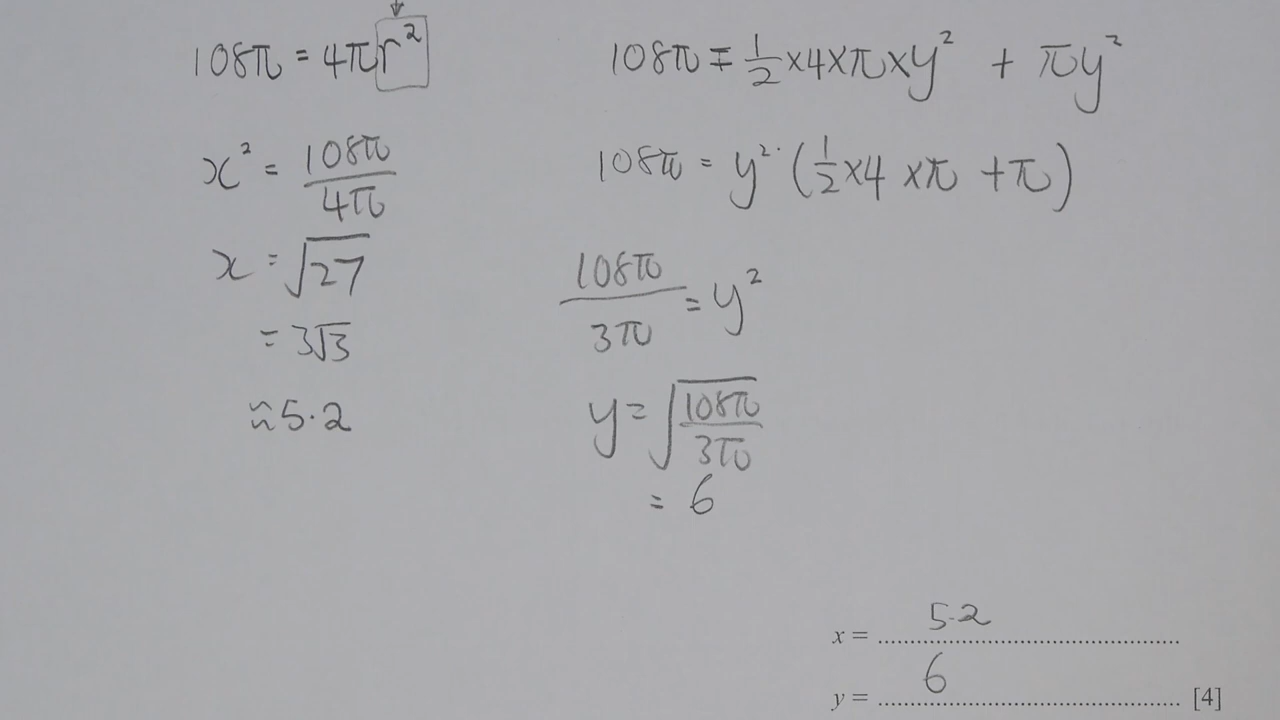 108π = 4πr²
x² = 108π/4π
x = √27
= 3√3
≈ 5.2
108π = 1/2 × 4 × π × y² + πy²
108π = y² (1/2 × 4 × π + π)
108π/3π = y²
y = √(108π/3π)
= 6
x = 5.2
y = 6 [4]